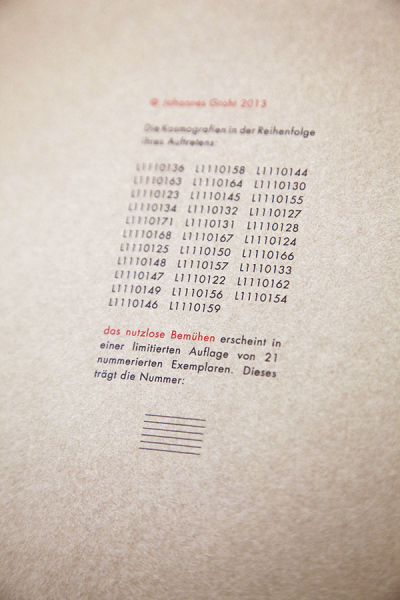 © Johannes Groht 2013
Die Kosmografien in der Reihenfolge
ihres Auftretens:
L1110136 L1110158 L1110144
L1110163 L1110164 L1110130
L1110123 L1110145 L1110155
L1110134 L1110132 L1110127
L1110171 L1110131 L1110128
L1110168 L1110167 L1110124
L1110125 L1110150 L1110166
L1110148 L1110157 L1110133
L1110147 L1110122 L1110162
L1110149 L1110156 L1110154
L1110146 L1110159
das nutzlose Bemühen erscheint in
einer limitierten Auflage von 21
nummerierten Exemplaren. Dieses
trägt die Nummer: